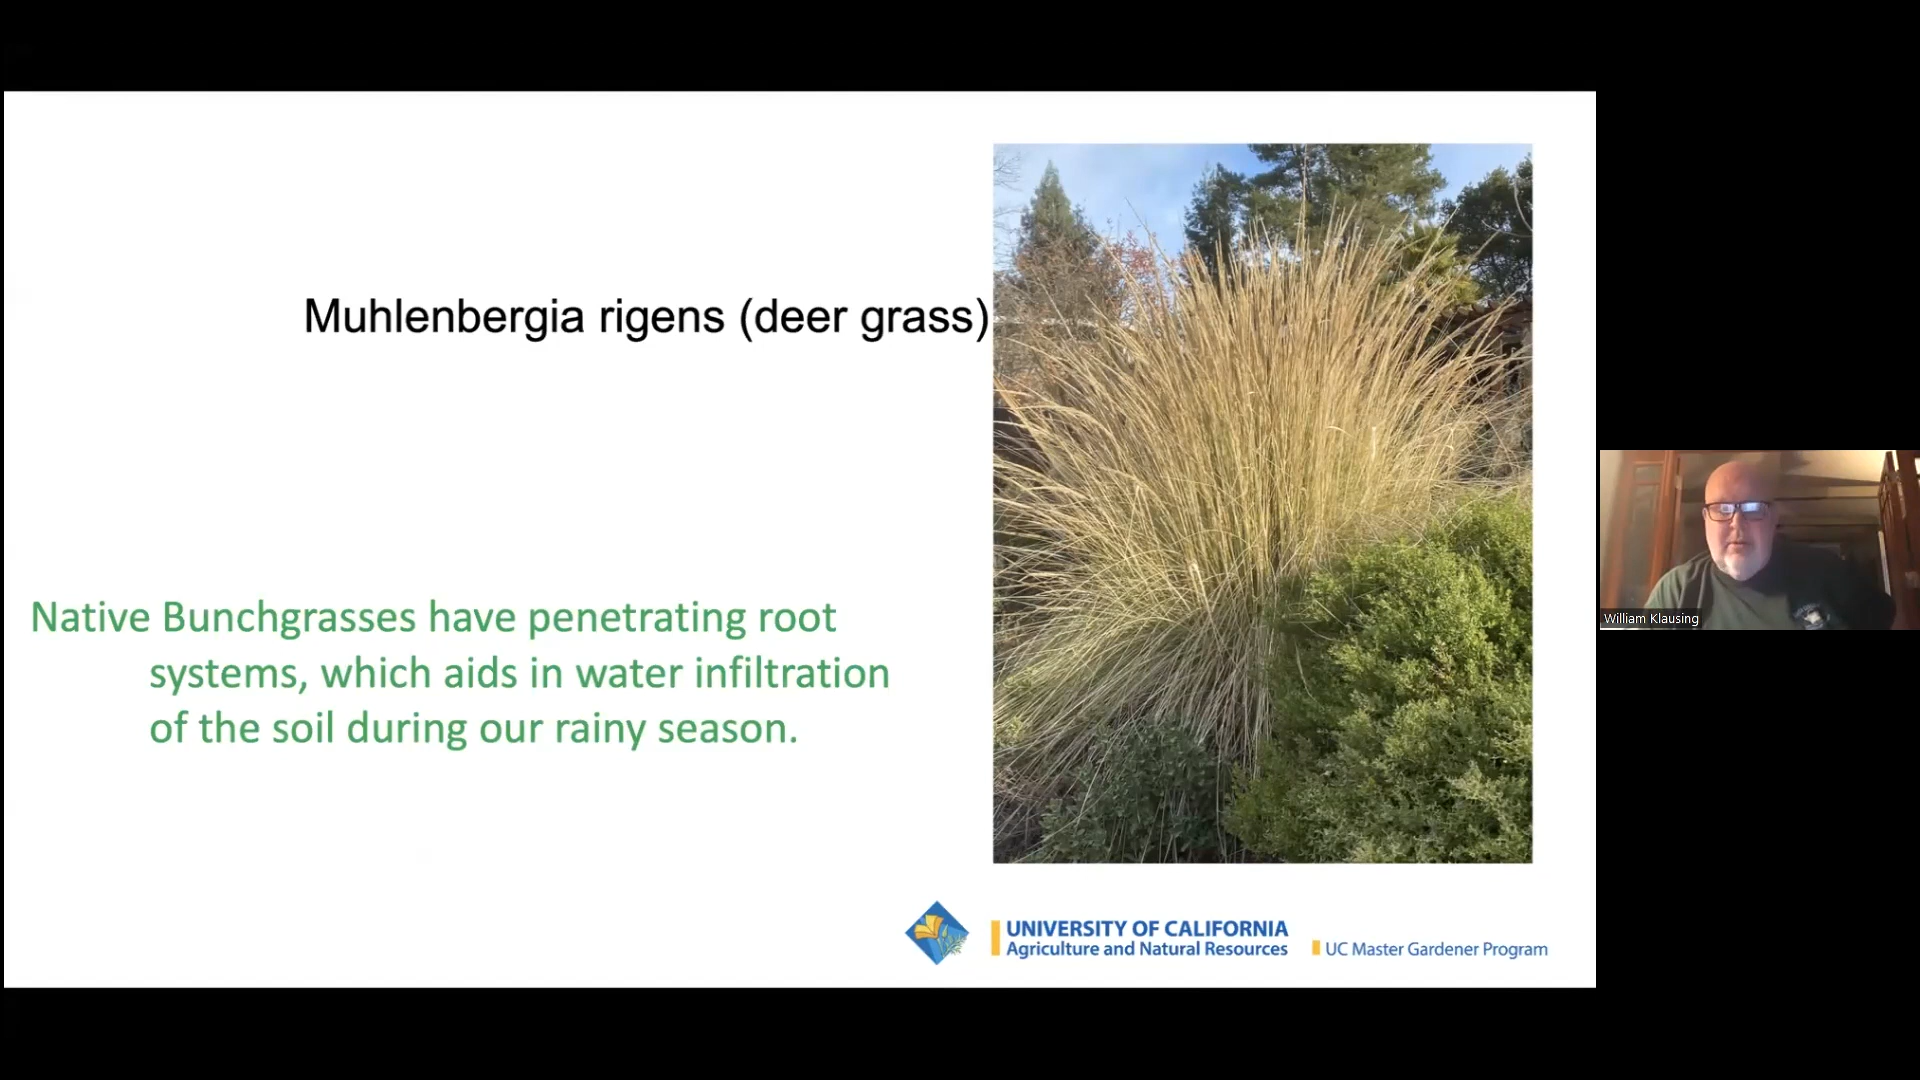 Muhlenbergia rigens (deer grass)
Native Bunchgrasses have penetrating root
systems, which aids in water infiltration
of the soil during our rainy season.
UNIVERSITY OF CALIFORNIA
Agriculture and Natural Resources
UC Master Gardener Program
William Klausing